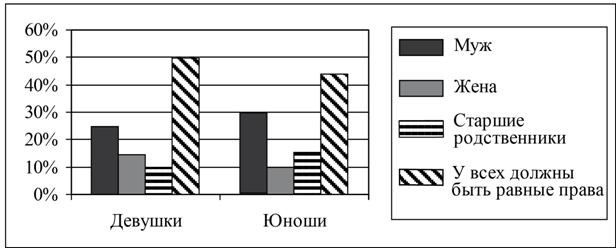 60%
50%
40%
30%
20%
10%
0%
Девушки
Юноши
Муж
Жена
Старшие
родственники
У всех должны
быть равные права